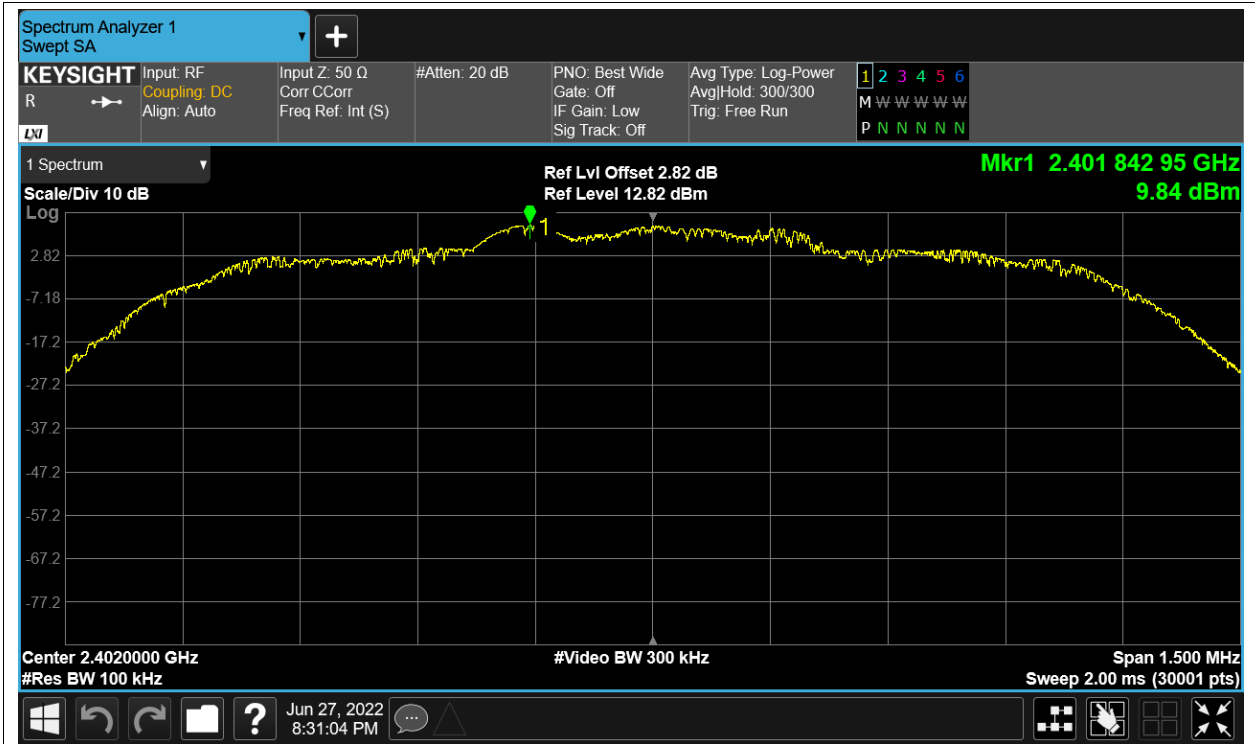 Spectrum Analyzer 1
Swept SA
KEYSIGHT
R
LXI
Input: RF
Coupling: DC
Align: Auto
Input Z: 50 Ω
Corr CCorr
Freq Ref: Int (S)
#Atten: 20 dB
PNO: Best Wide
Gate: Off
IF Gain: Low
Sig Track: Off
Avg Type: Log-Power
Avg|Hold: 300/300
Trig: Free Run
1 2 3 4 5 6
M W W W W W
P N N N N N
1 Spectrum
Scale/Div 10 dB
Log
Ref Lvl Offset 2.82 dB
Ref Level 12.82 dBm
Mkr1 2.401 842 95 GHz
9.84 dBm
1
2.82
-7.18
-17.2
-27.2
-37.2
-47.2
-57.2
-67.2
-77.2
Center 2.4020000 GHz
#Res BW 100 kHz
#Video BW 300 kHz
Span 1.500 MHz
Sweep 2.00 ms (30001 pts)
?
Jun 27, 2022
8:31:04 PM